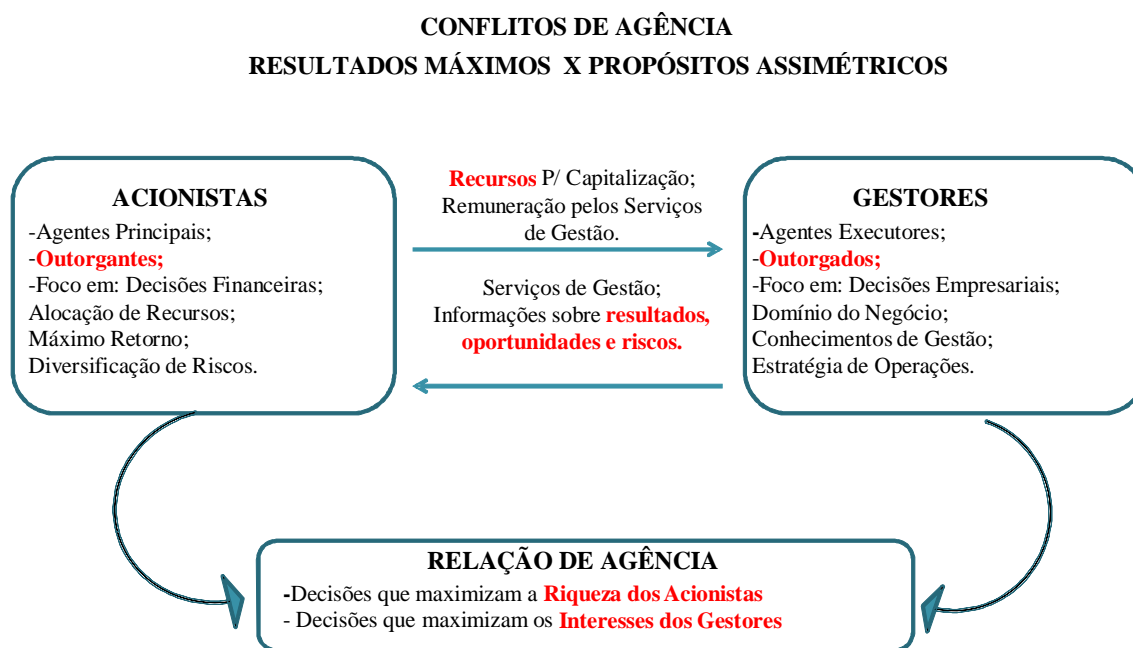 CONFLITOS DE AGÊNCIA
RESULTADOS MÁXIMOS X PROPÓSITOS ASSIMÉTRICOS
ACIONISTAS
-Agentes Principais;
-Outorgantes;
-Foco em: Decisões Financeiras;
Alocação de Recursos;
Máximo Retorno;
Diversificação de Riscos.
Recursos P/ Capitalização;
Remuneração pelos Serviços
de Gestão.
Serviços de Gestão;
Informações sobre resultados,
oportunidades e riscos.
GESTORES
-Agentes Executores;
-Outorgados;
-Foco em: Decisões Empresariais;
Domínio do Negócio;
Conhecimentos de Gestão;
Estratégia de Operações.
RELAÇÃO DE AGÊNCIA
-Decisões que maximizam a Riqueza dos Acionistas
- Decisões que maximizam os Interesses dos Gestores